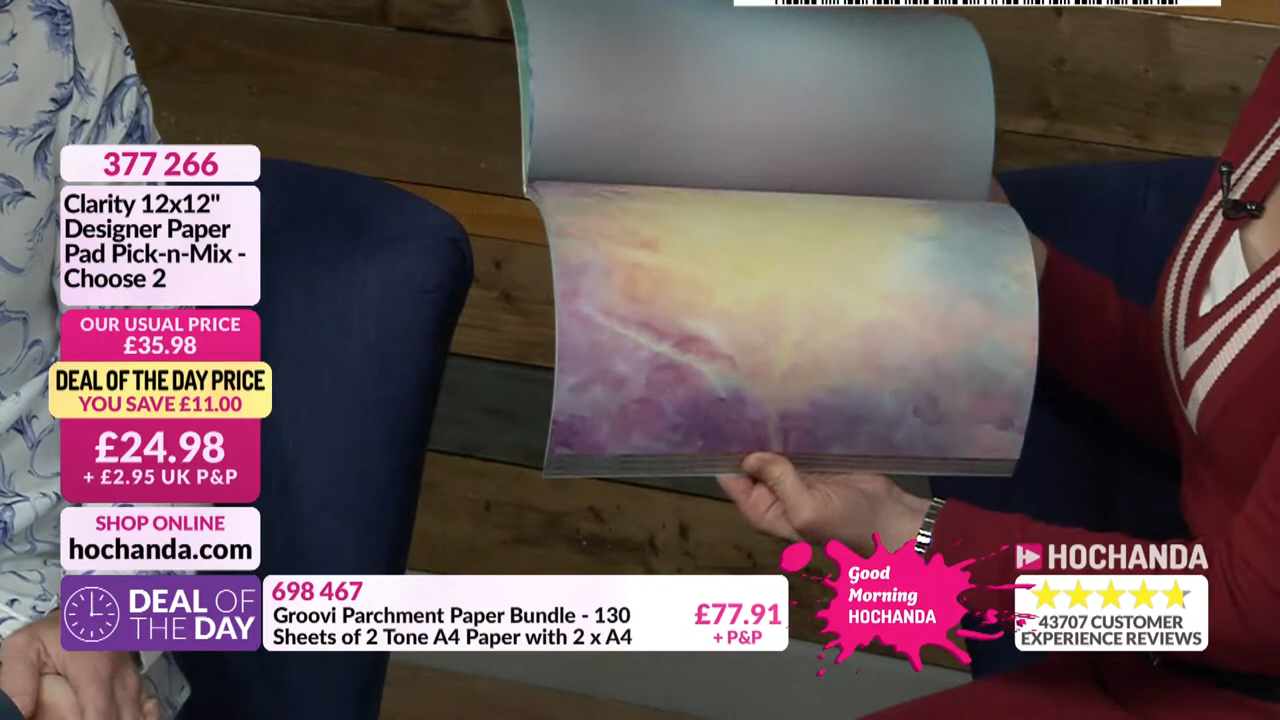 377 266
Clarity 12x12"
Designer Paper
Pad Pick-n-Mix -
Choose 2
OUR USUAL PRICE
£35.98
DEAL OF THE DAY PRICE
YOU SAVE £11.00
£24.98
+ £2.95 UK P&P
SHOP ONLINE
hochanda.com
DEAL OF
THE DAY
698 467
Groovi Parchment Paper Bundle - 130
Sheets of 2 Tone A4 Paper with 2 x A4
£77.91
+ P&P
Good
Morning
HOCHANDA
HOCHANDA
43707 CUSTOMER
EXPERIENCE REVIEWS